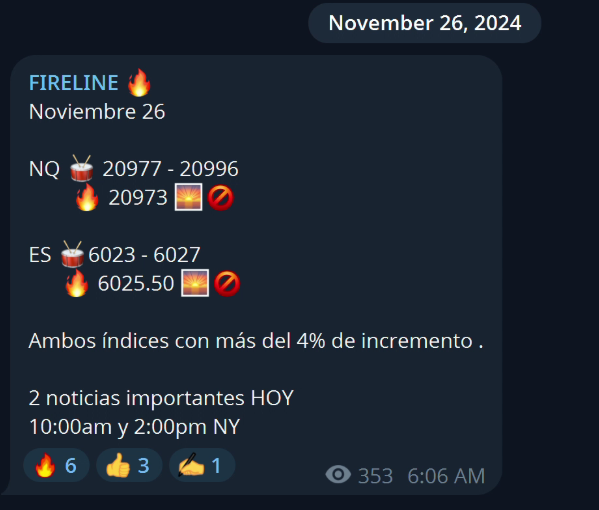 November 26, 2024
FIRELINE 🔥
Noviembre 26
NQ 🥁 20977 - 20996
🔥 20973 🌅 🚫
ES 🥁 6023 - 6027
🔥 6025.50 🌅 🚫
Ambos índices con más del 4% de incremento .
2 noticias importantes HOY
10:00am y 2:00pm NY
🔥 6 👍 3 ✍️ 1 353 6:06 AM